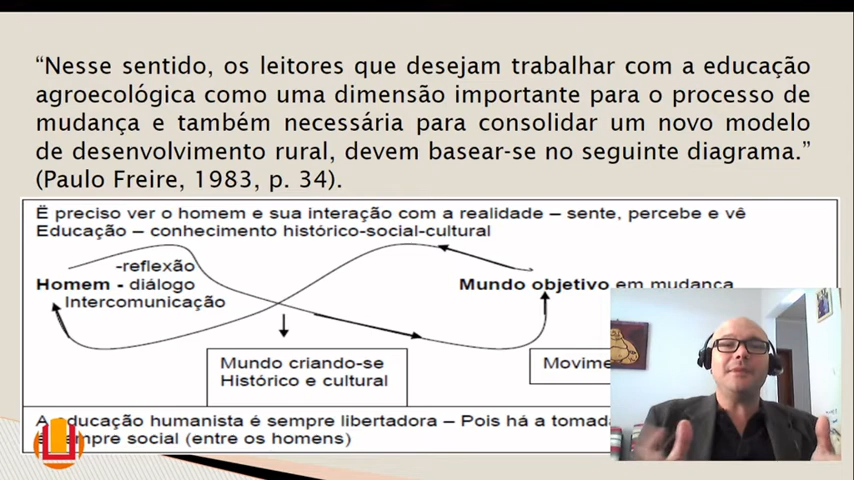 “Nesse sentido, os leitores que desejam trabalhar com a educação
agroecológica como uma dimensão importante para o processo de
mudança e também necessária para consolidar um novo modelo
de desenvolvimento rural, devem basear-se no seguinte diagrama.”
(Paulo Freire, 1983, p. 34).
Ë preciso ver o homem e sua interação com a realidade – sente, percebe e vê
Educação – conhecimento histórico-social-cultural
-reflexão
Homem - diálogo
Intercomunicação
Mundo objetivo em mudança
Mundo criando-se
Histórico e cultural
A educação humanista é sempre libertadora – Pois há a tomada
sempre social (entre os homens)